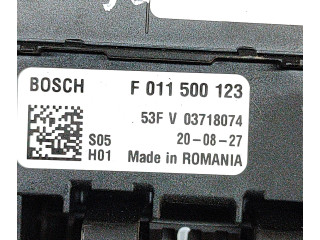 BOSCH F 011 500 123
53F V 03718074
S05 20-08-27
H01 Made in ROMANIA